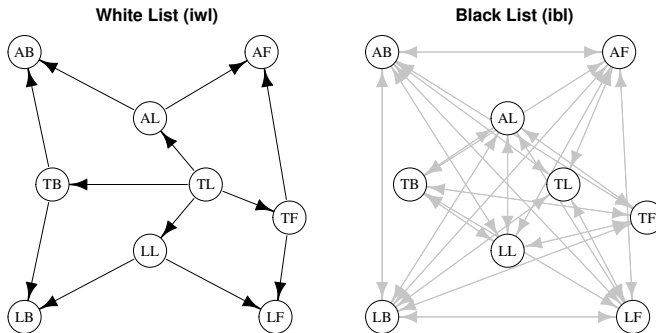 White List (iwl)
Black List (ibl)
AB
AF
AL
TB
TL
TF
LL
LB
LF
AB
AF
AL
TB
TL
TF
LL
LB
LF